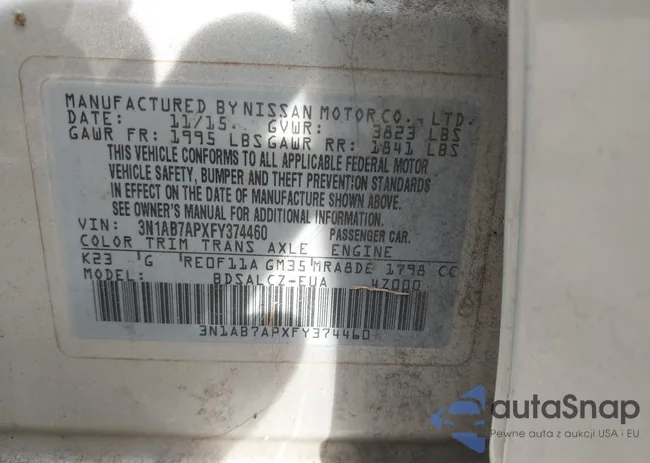 MANUFACTURED BY NISSAN MOTOR CO., LTD.
DATE: 11/15. GVWR: 3823 LBS
GAWR FR: 1995 LBS GAWR RR: 1841 LBS
THIS VEHICLE CONFORMS TO ALL APPLICABLE FEDERAL MOTOR
VEHICLE SAFETY, BUMPER AND THEFT PREVENTION STANDARDS
IN EFFECT ON THE DATE OF MANUFACTURE SHOWN ABOVE.
SEE OWNER'S MANUAL FOR ADDITIONAL INFORMATION.
VIN: 3N1AB7APXFY374460 PASSENGER CAR.
COLOR TRIM TRANS AXLE ENGINE
K23 G RE0F11A GM35 MRA8DE 1798 CC
MODEL: BDSALCZ-EUA 4Z000
3N1AB7APXFY374460
autaSnap
Pewne auta z aukcji USA i EU